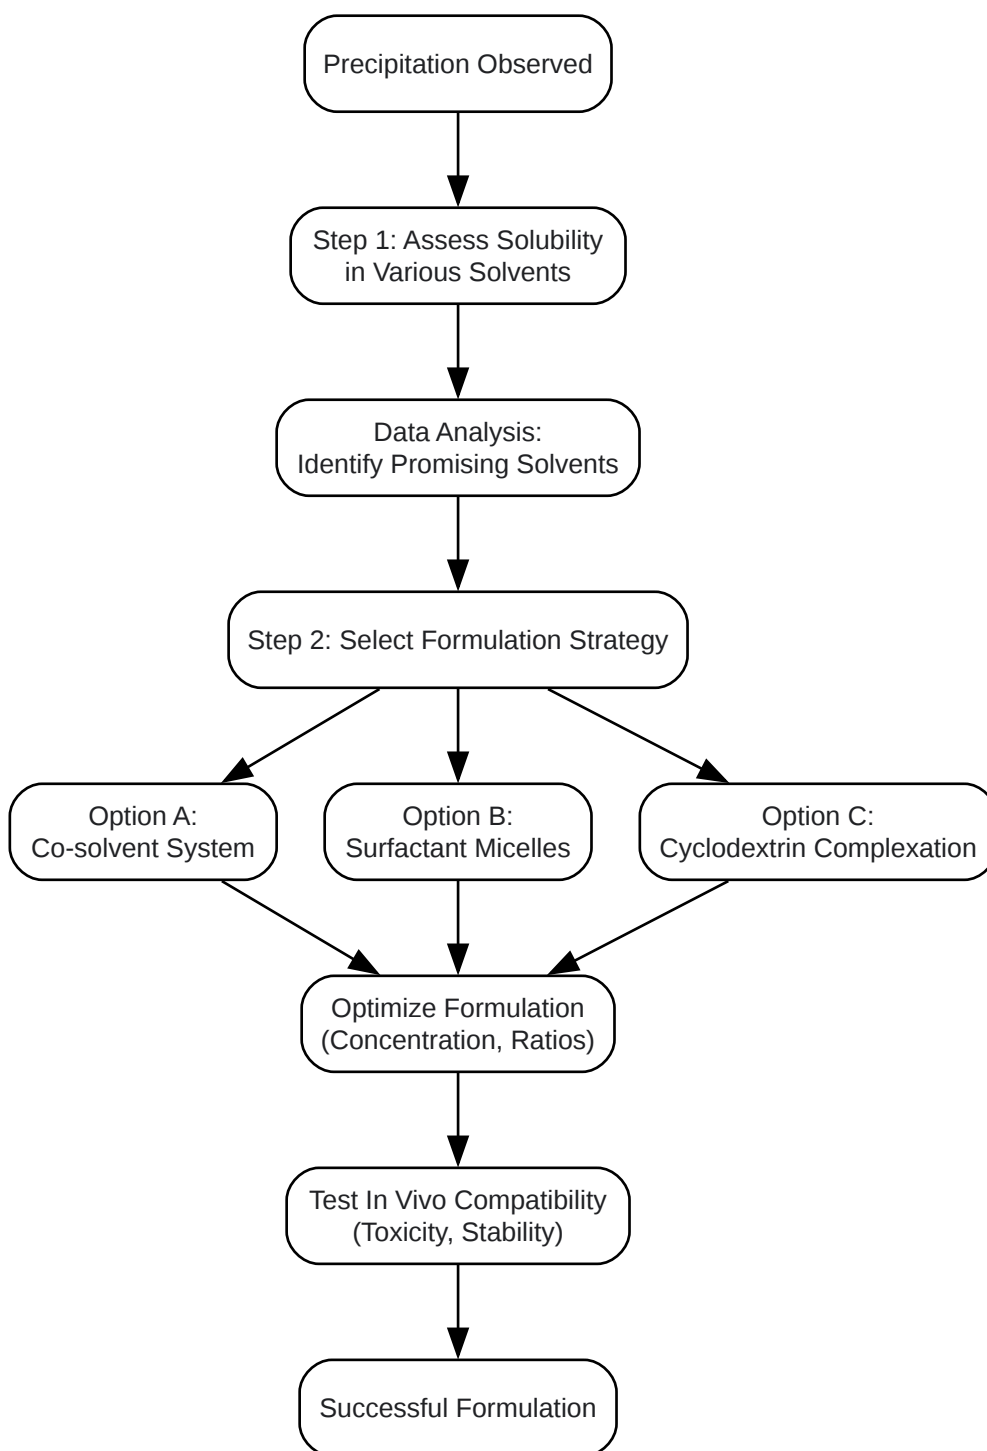 Precipitation Observed
Step 1: Assess Solubility
in Various Solvents
Data Analysis:
Identify Promising Solvents
Step 2: Select Formulation Strategy
Option A:
Co-solvent System
Option B:
Surfactant Micelles
Option C:
Cyclodextrin Complexation
Optimize Formulation
(Concentration, Ratios)
Test In Vivo Compatibility
(Toxicity, Stability)
Successful Formulation